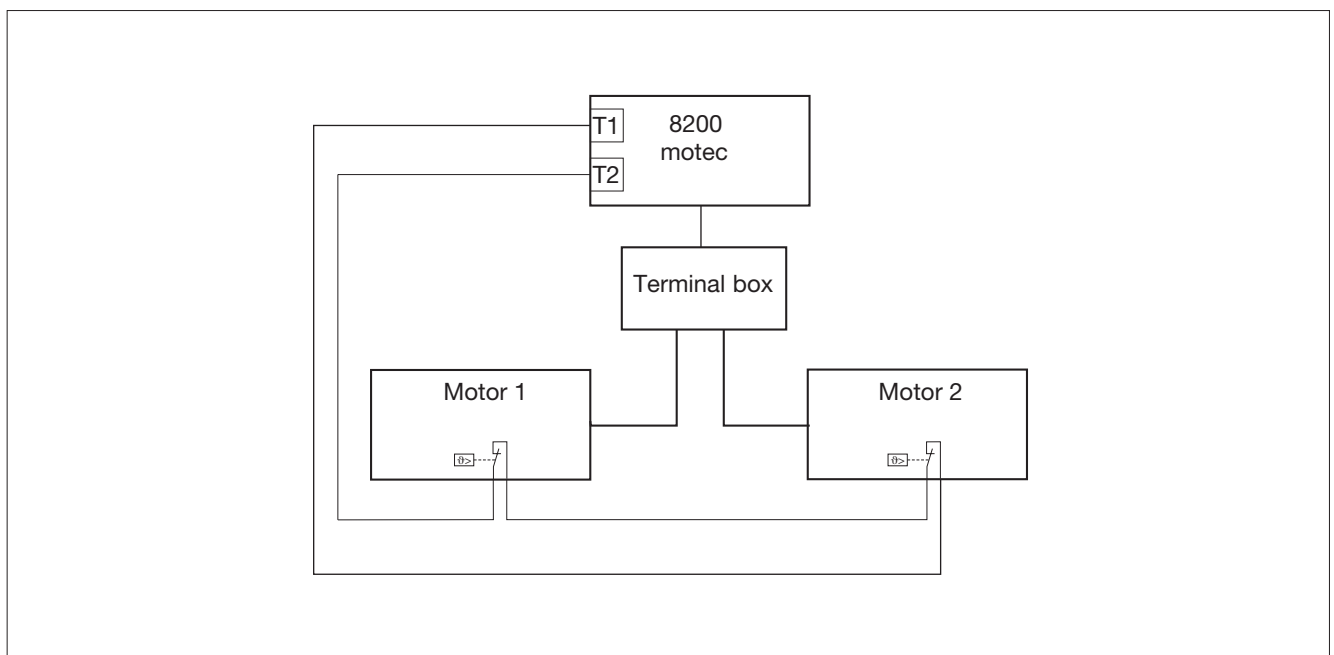 T1
8200
motec
T2
Terminal box
Motor 1
Motor 2
ϑ>
ϑ>